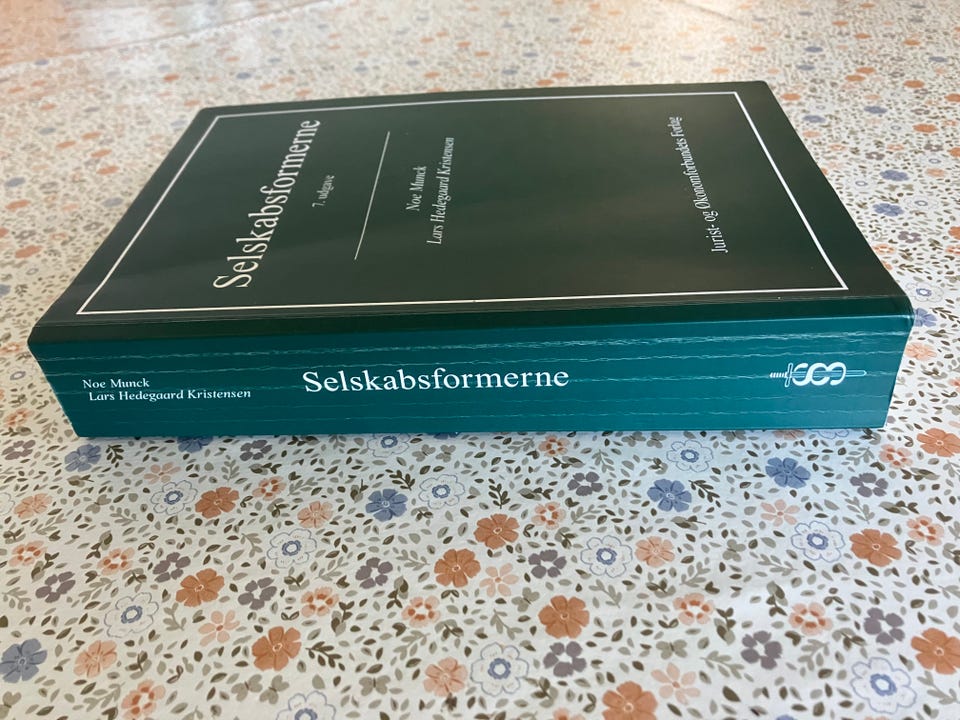 Selskabsformerne
7. udgave
Noe Munck
Lars Hedegaard Kristensen
Jurist- og Økonomforbundets Forlag
Noe Munck
Lars Hedegaard Kristensen
Selskabsformerne